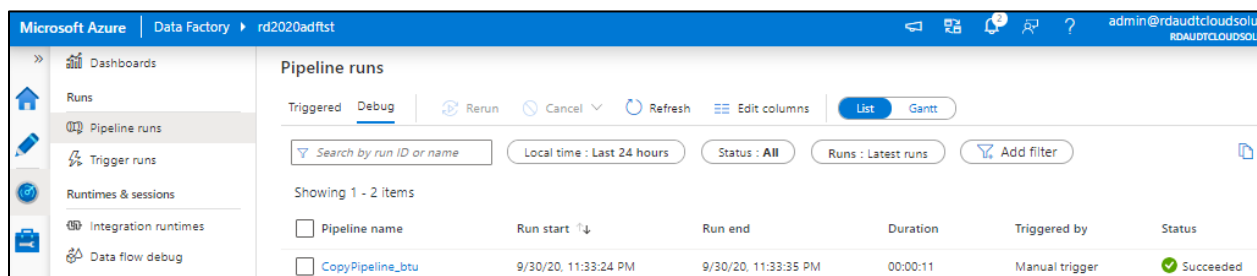 Microsoft Azure Data Factory rd2020adftst 2 ? admin@rdaudtcloudsolu
RDAUDTCLOUDSOL
» Dashboards
Pipeline runs
Runs
Triggered Debug Rerun Cancel Refresh Edit columns List Gantt
Pipeline runs
Search by run ID or name Local time : Last 24 hours Status : All Runs : Latest runs Add filter
Trigger runs
Runtimes & sessions
Showing 1 - 2 items
Integration runtimes
Pipeline name Run start Run end Duration Triggered by Status
Data flow debug
CopyPipeline_btu 9/30/20, 11:33:24 PM 9/30/20, 11:33:35 PM 00:00:11 Manual trigger Succeeded